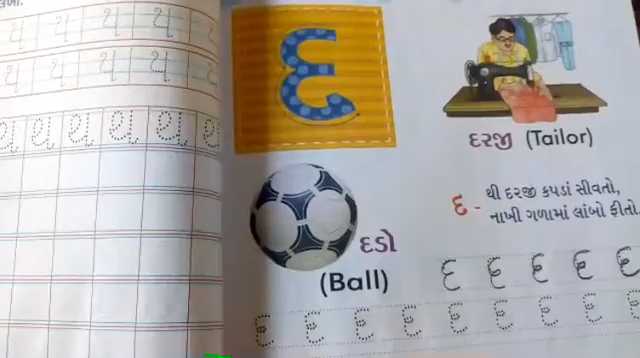 થ થ થ થ
થ થ થ થ
થ થ થ થ થ થ
દ
દરજી (Tailor)
દ - થી દરજી કપડાં સીવતો,
નાખી ગળામાં લાંબો ફીતો
દડો
(Ball)
દ દ દ દ દ
દ દ દ દ દ દ દ દ દ